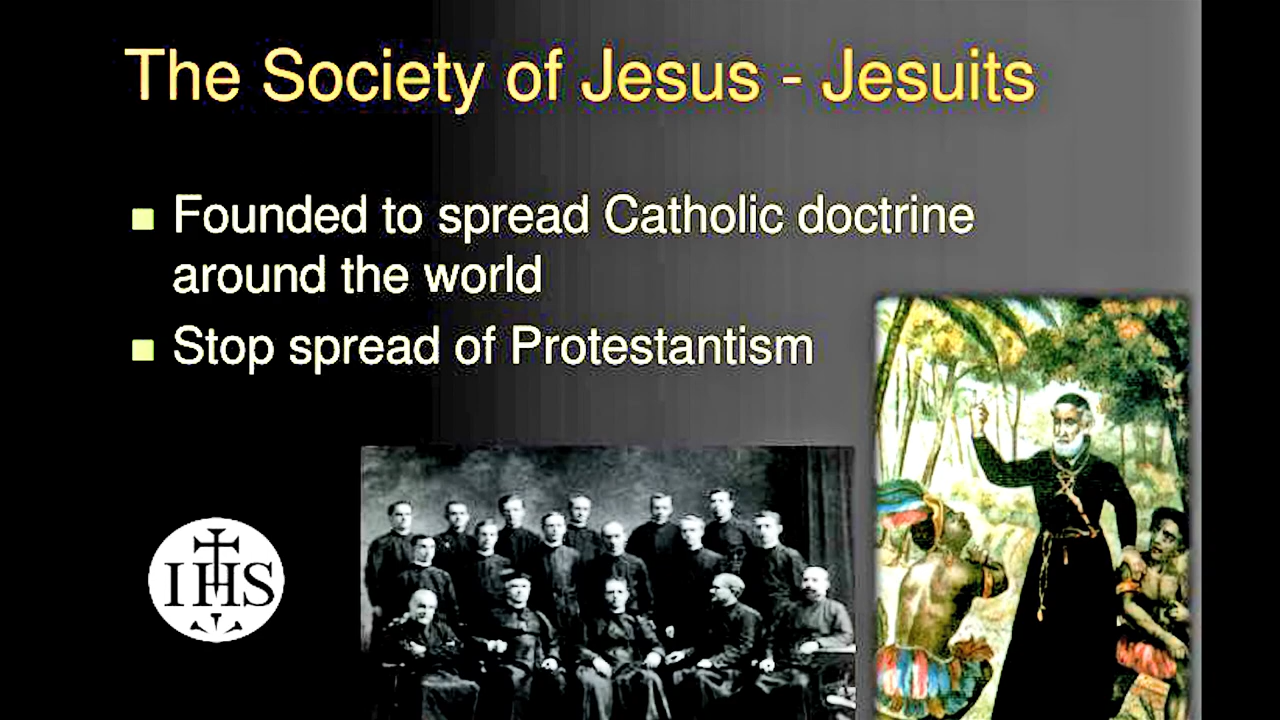 The Society of Jesus - Jesuits
Founded to spread Catholic doctrine
around the world
Stop spread of Protestantism
IHS